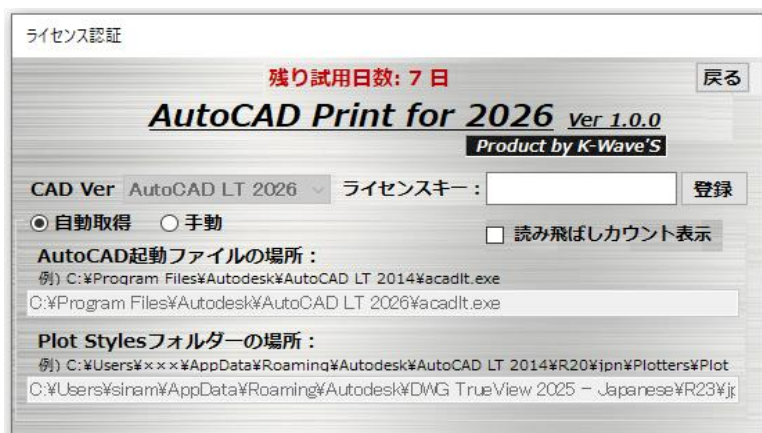 ライセンス認証
残り試用日数: 7 日
戻る
AutoCAD Print for 2026 Ver 1.0.0
Product by K-Wave'S
CAD Ver AutoCAD LT 2026 ライセンスキー：
登録
自動取得 手動
読み飛ばしカウント表示
AutoCAD起動ファイルの場所：
例) C:¥Program Files¥Autodesk¥AutoCAD LT 2014¥acadlt.exe
C:¥Program Files¥Autodesk¥AutoCAD LT 2026¥acadlt.exe
Plot Stylesフォルダーの場所：
例) C:¥Users¥×××¥AppData¥Roaming¥Autodesk¥AutoCAD LT 2014¥R20¥jpn¥Plotters¥Plot
C:¥Users¥sinam¥AppData¥Roaming¥Autodesk¥DWG TrueView 2025 - Japanese¥R23¥jp